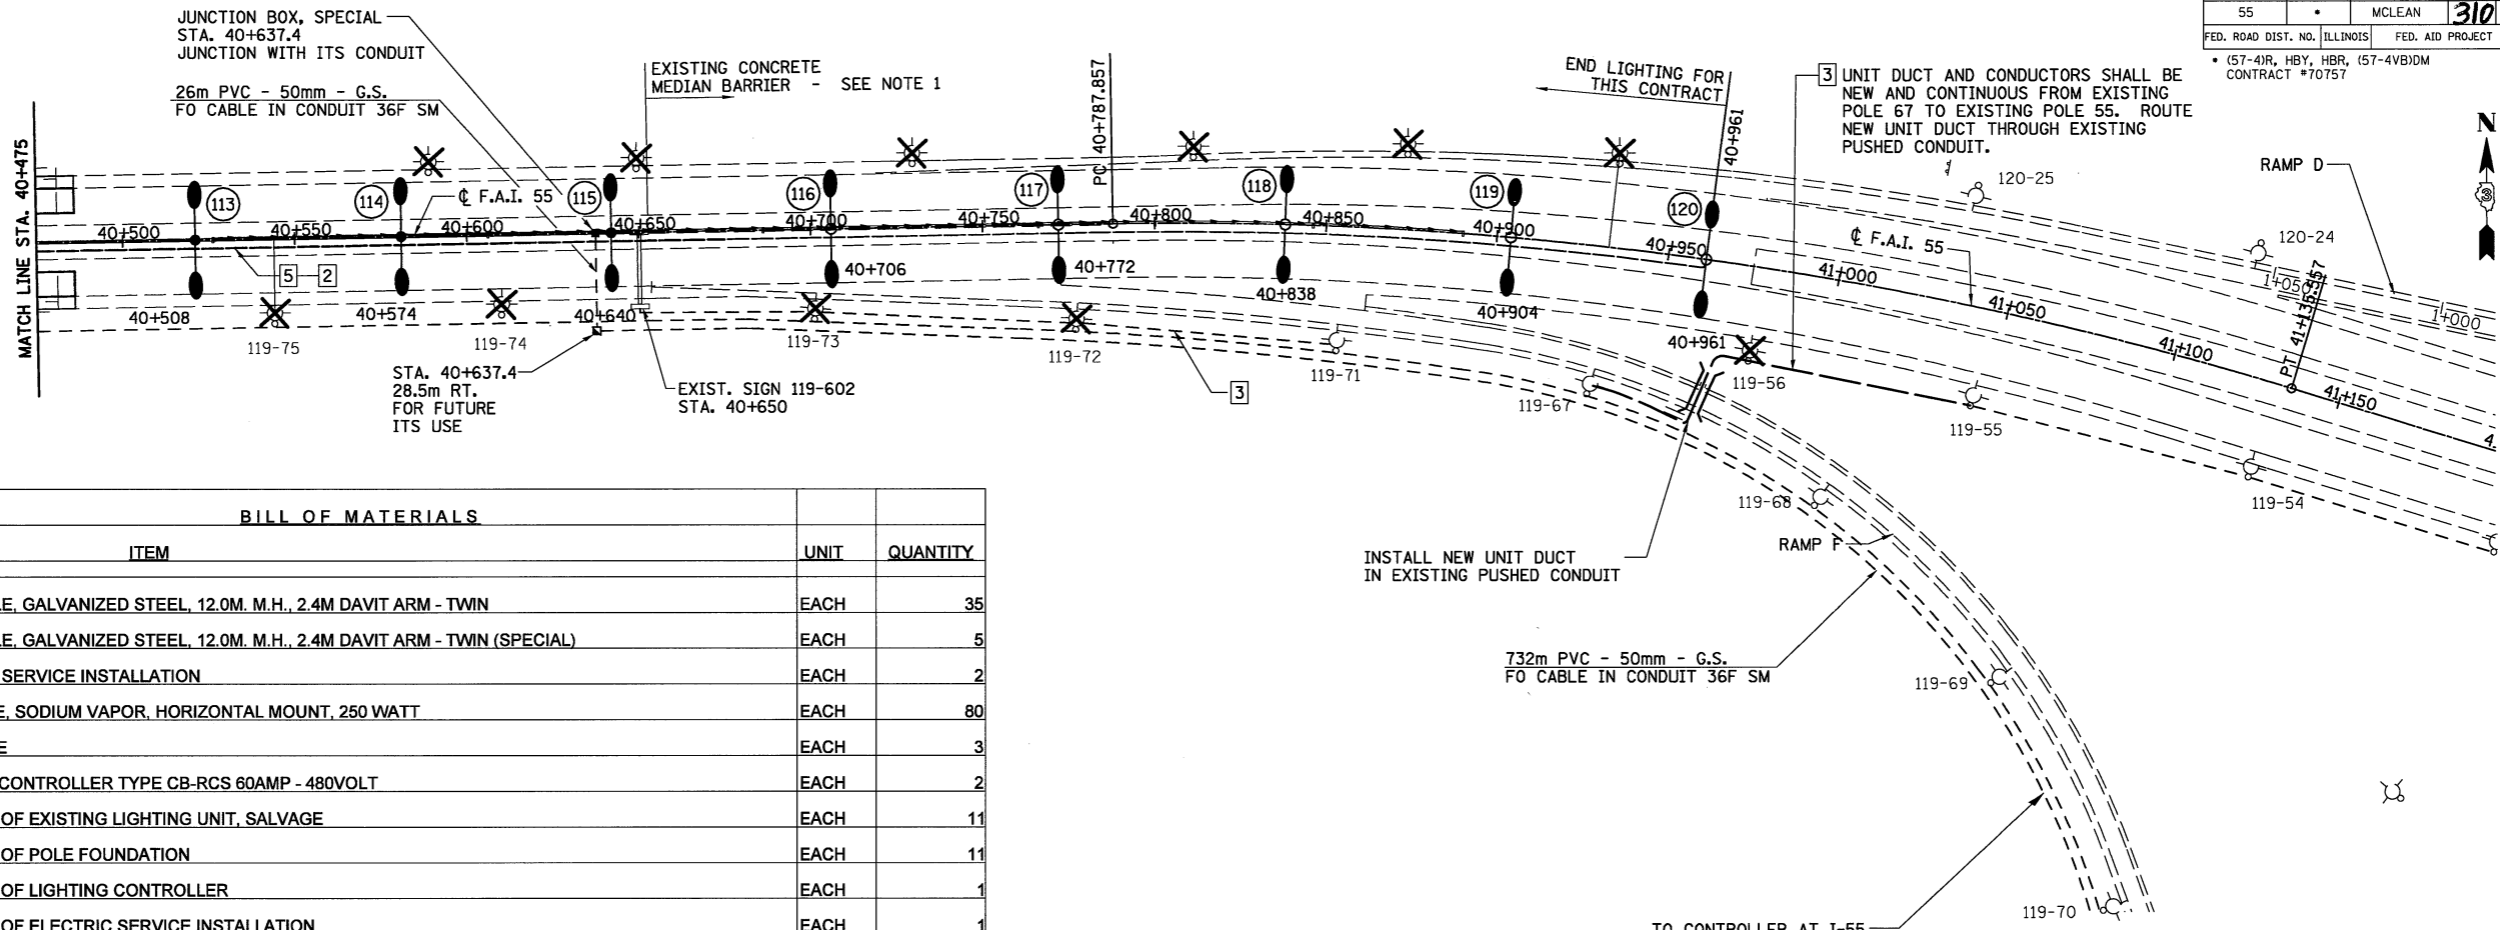 55 • MCLEAN 310
FED. ROAD DIST. NO. ILLINOIS FED. AID PROJECT
• (57-4)R, HBY, HBR, (57-4VB)DM
CONTRACT #70757
JUNCTION BOX, SPECIAL
STA. 40+637.4
JUNCTION WITH ITS CONDUIT
26m PVC - 50mm - G.S.
FO CABLE IN CONDUIT 36F SM
EXISTING CONCRETE
MEDIAN BARRIER - SEE NOTE 1
PC 40+787.857
END LIGHTING FOR
THIS CONTRACT
40+961
3 UNIT DUCT AND CONDUCTORS SHALL BE
NEW AND CONTINUOUS FROM EXISTING
POLE 67 TO EXISTING POLE 55. ROUTE
NEW UNIT DUCT THROUGH EXISTING
PUSHED CONDUIT.
N
3
RAMP D
120-25
120-24
MATCH LINE STA. 40+475
113
114
115
116
117
118
119
120
℄ F.A.I. 55
℄ F.A.I. 55
40+500
40+550
40+600
40+650
40+700
40+750
40+800
40+850
40+900
40+950
41+000
41+050
41+100
41+150
4
1+050
1+000
PT 41+135.557
5 2
40+508
40+574
40+640
40+706
40+772
40+838
40+904
40+961
119-75
119-74
119-73
119-72
119-71
119-67
119-56
119-55
119-54
119-68
119-69
119-70
3
STA. 40+637.4
28.5m RT.
FOR FUTURE
ITS USE
EXIST. SIGN 119-602
STA. 40+650
INSTALL NEW UNIT DUCT
IN EXISTING PUSHED CONDUIT
RAMP F
732m PVC - 50mm - G.S.
FO CABLE IN CONDUIT 36F SM
TO CONTROLLER AT I-55
BILL OF MATERIALS
ITEM UNIT QUANTITY
LE, GALVANIZED STEEL, 12.0M. M.H., 2.4M DAVIT ARM - TWIN EACH 35
LE, GALVANIZED STEEL, 12.0M. M.H., 2.4M DAVIT ARM - TWIN (SPECIAL) EACH 5
SERVICE INSTALLATION EACH 2
E, SODIUM VAPOR, HORIZONTAL MOUNT, 250 WATT EACH 80
E EACH 3
CONTROLLER TYPE CB-RCS 60AMP - 480VOLT EACH 2
OF EXISTING LIGHTING UNIT, SALVAGE EACH 11
OF POLE FOUNDATION EACH 11
OF LIGHTING CONTROLLER EACH 1
OF ELECTRIC SERVICE INSTALLATION EACH 1